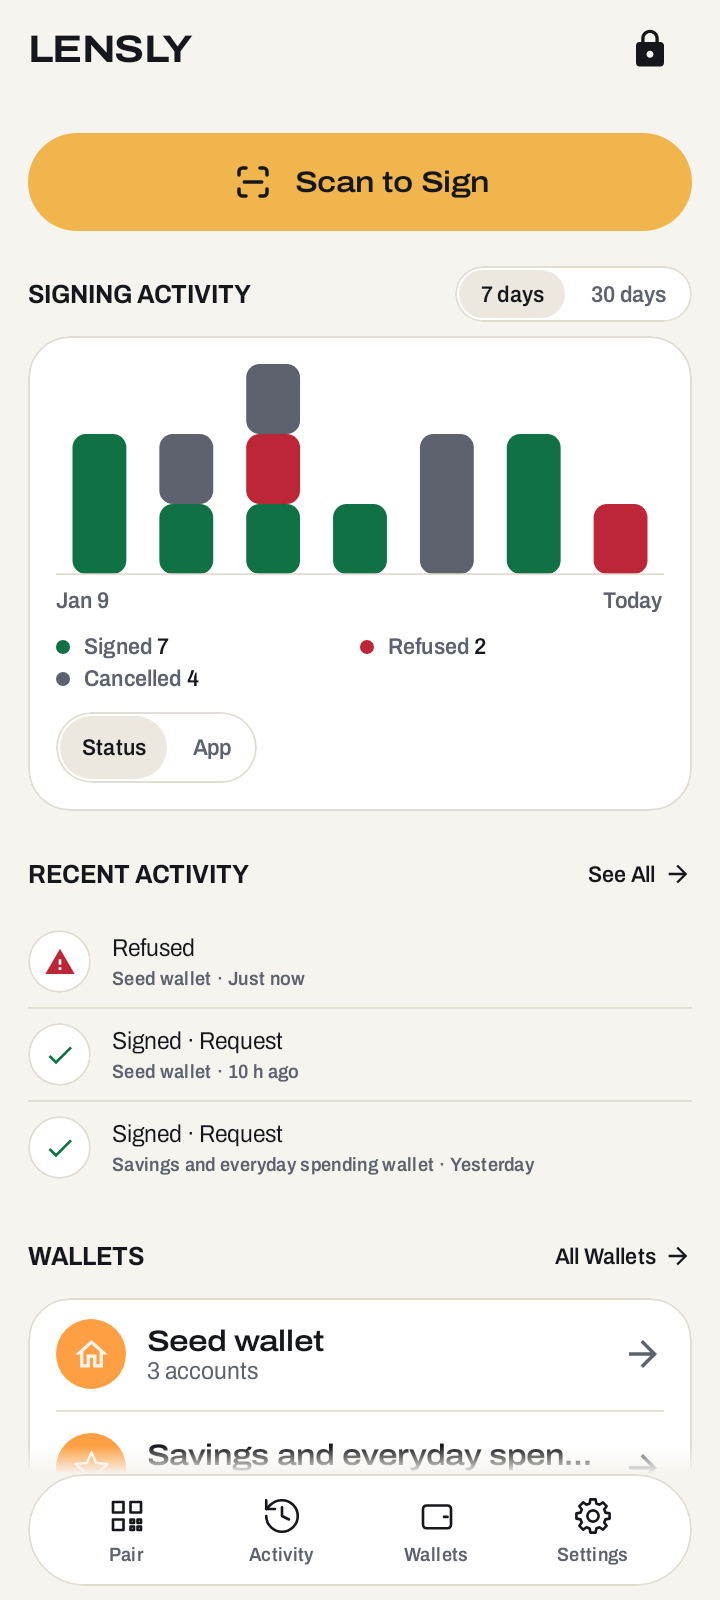 LENSLY
Scan to Sign
SIGNING ACTIVITY
7 days
30 days
Jan 9
Today
Signed 7
Refused 2
Cancelled 4
Status
App
RECENT ACTIVITY
See All
Refused
Seed wallet · Just now
Signed · Request
Seed wallet · 10 h ago
Signed · Request
Savings and everyday spending wallet · Yesterday
WALLETS
All Wallets
Seed wallet
3 accounts
Savings and everyday spen...
Pair
Activity
Wallets
Settings